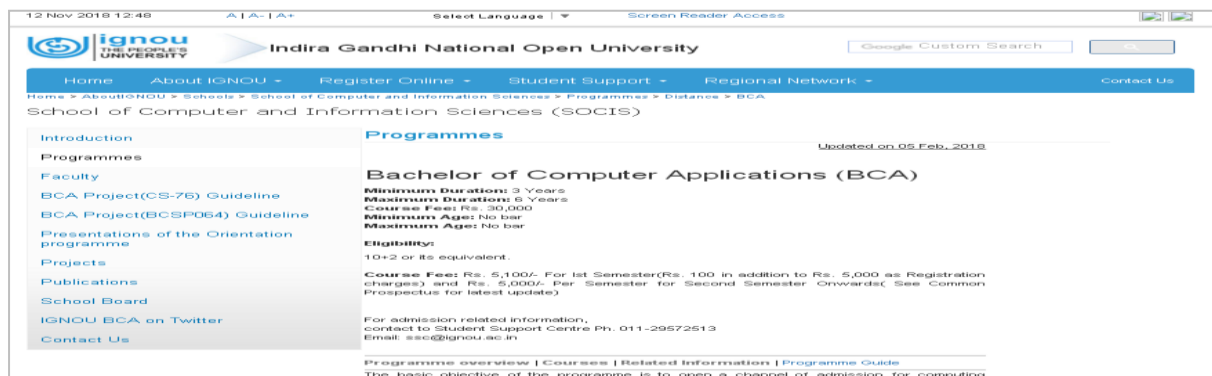 12 Nov 2018 12:48 A | A- | A+ Select Language ▼ Screen Reader Access
ignou
THE PEOPLE'S
UNIVERSITY
Indira Gandhi National Open University
Google Custom Search
Home About IGNOU Register Online Student Support Regional Network Contact Us
Home > AboutIGNOU > Schools > School of Computer and Information Sciences > Programmes > Distance > BCA
School of Computer and Information Sciences (SOCIS)
Introduction
Programmes
Faculty
BCA Project(CS-76) Guideline
BCA Project(BCSP064) Guideline
Presentations of the Orientation
programme
Projects
Publications
School Board
IGNOU BCA on Twitter
Contact Us
Programmes
Updated on 05 Feb, 2018
Bachelor of Computer Applications (BCA)
Minimum Duration: 3 Years
Maximum Duration: 6 Years
Course Fee: Rs. 30,000
Minimum Age: No bar
Maximum Age: No bar
Eligibility:
10+2 or its equivalent.
Course Fee: Rs. 5,100/- For Ist Semester(Rs. 100 in addition to Rs. 5,000 as Registration
charges) and Rs. 5,000/- Per Semester for Second Semester Onwards( See Common
Prospectus for latest update)
For admission related information,
contact to Student Support Centre Ph. 011-29572513
Email: ssc@ignou.ac.in
Programme overview | Courses | Related Information | Programme Guide
The basic objective of the programme is to open a channel of admission for computing